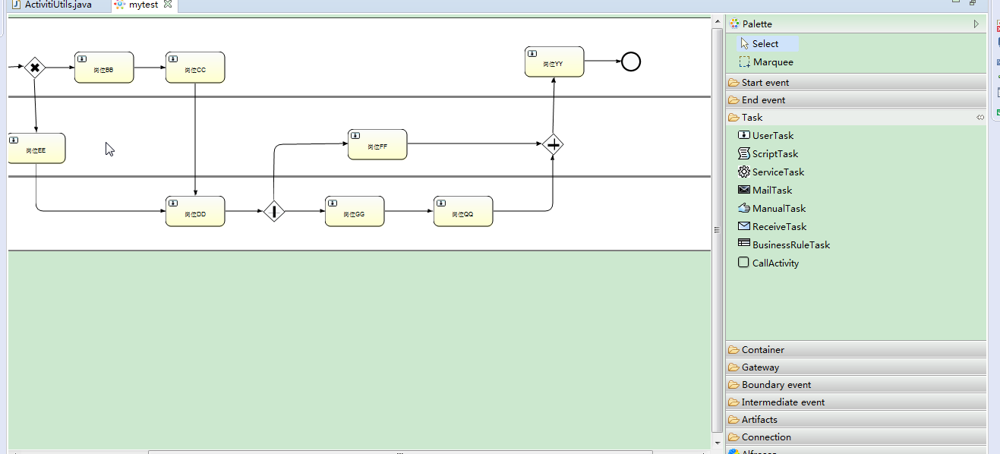 ActivitiUtils.java
mytest
岗位BB
岗位CC
岗位YY
岗位EE
岗位FF
岗位DD
岗位GG
岗位QQ
Palette
Select
Marquee
Start event
End event
Task
UserTask
ScriptTask
ServiceTask
MailTask
ManualTask
ReceiveTask
BusinessRuleTask
CallActivity
Container
Gateway
Boundary event
Intermediate event
Artifacts
Connection